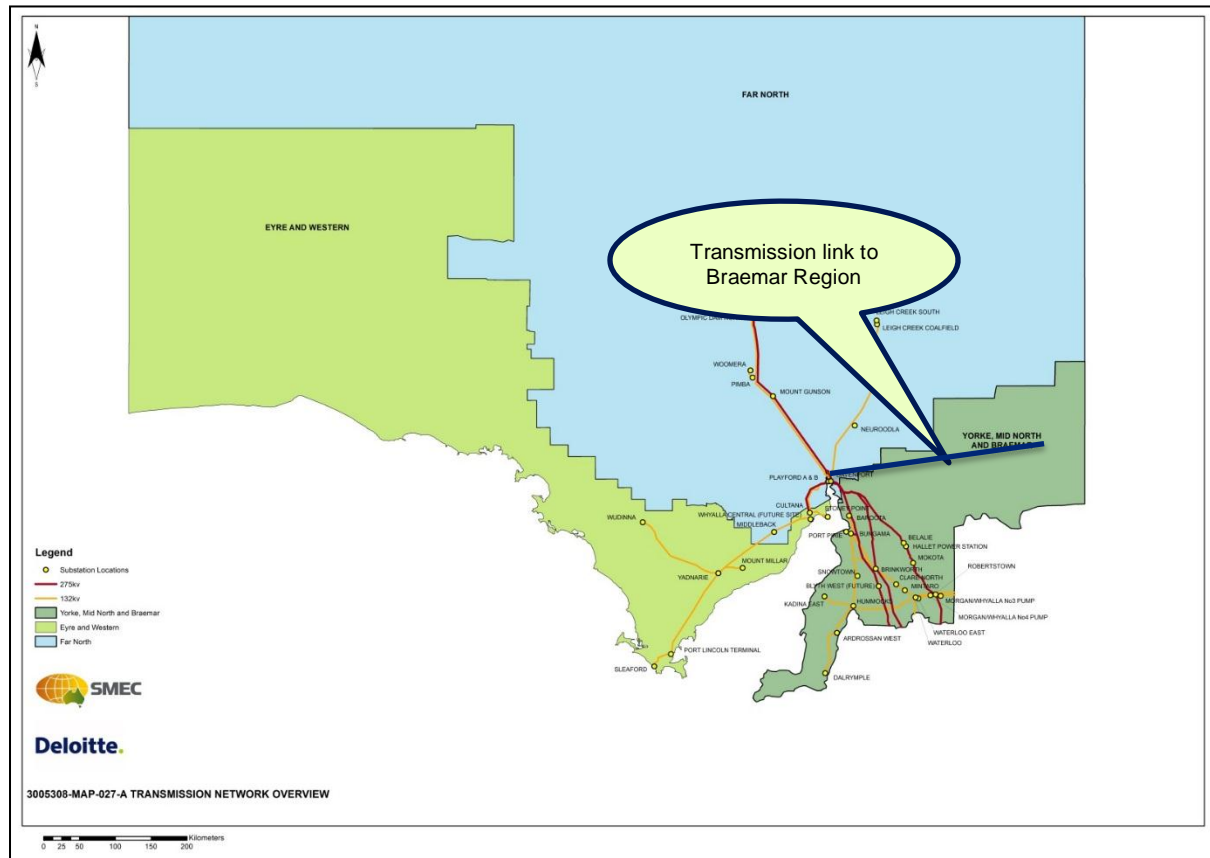 N
S
FAR NORTH
EYRE AND WESTERN
Transmission link to
Braemar Region
LEIGH CREEK SOUTH
LEIGH CREEK COALFIELD
WOOMERA
PIMBA
MOUNT GUNSON
NEUROODLA
YORKE, MID NORTH
PLAYFORD A & B
CULTANA
STONEY POINT
WHYALLA CENTRAL (FUTURE SITE)
BAROOTA
WUDINNA
MIDDLEBACK
PORT PIRIE
BUNGAMA
BELALIE
HALLET POWER STATION
MOKOTA
ROBERTSTOWN
MOUNT MILLAR
YADNARIE
SNOWTOWN
BRINKWORTH
CLARE NORTH
BLYTH WEST (FUTURE)
MINTARO
KADINA EAST
HUMMOCKS
MORGAN/WHYALLA No3 PUMP
MORGAN/WHYALLA No4 PUMP
WATERLOO EAST
WATERLOO
ARDROSSAN WEST
PORT LINCOLN TERMINAL
SLEAFORD
DALRYMPLE
Legend
Substation Locations
275kv
132kv
Yorke, Mid North and Braemar
Eyre and Western
Far North
SMEC
Deloitte.
3005308-MAP-027-A TRANSMISSION NETWORK OVERVIEW
Kilometers
0 25 50 100 150 200